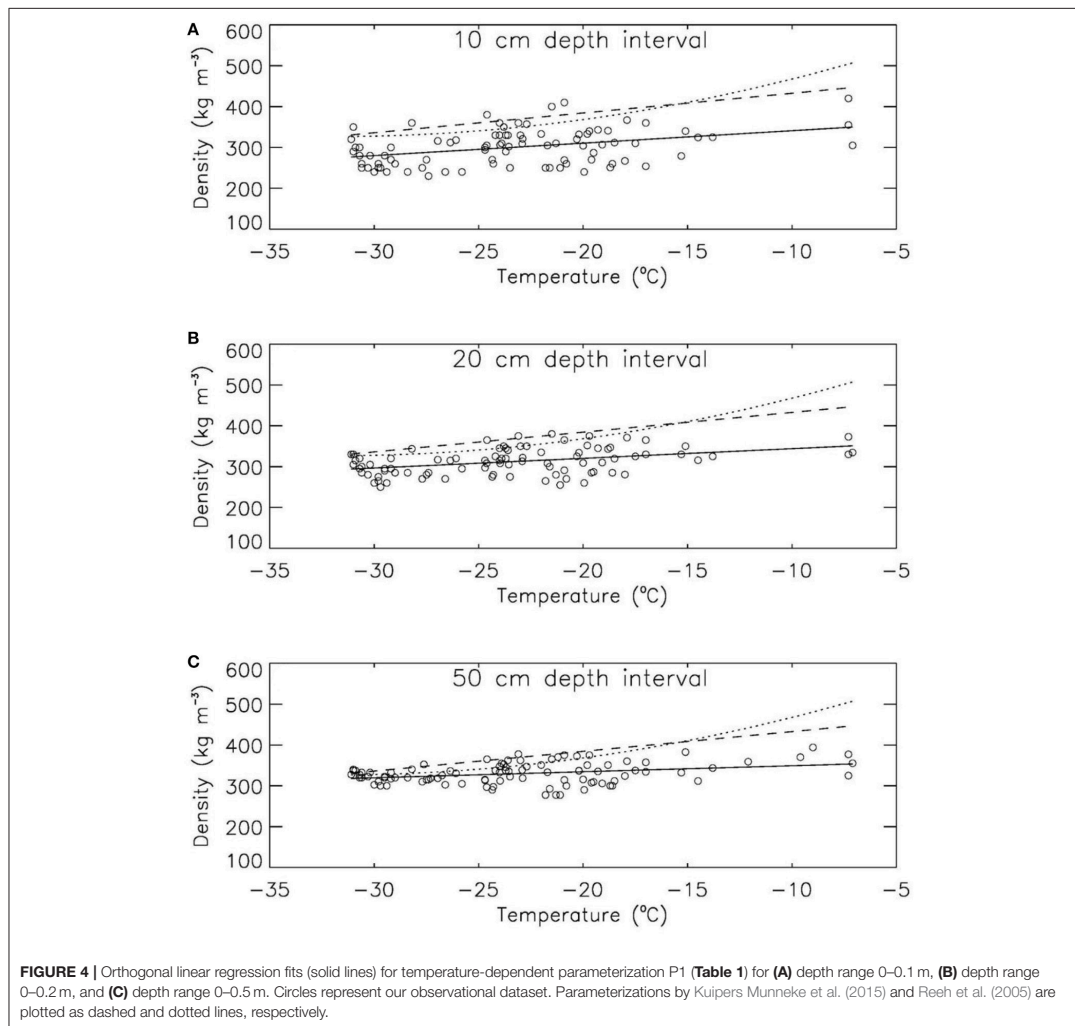 A
10 cm depth interval
600
500
400
300
200
100
Density (kg m⁻³)
−35 −30 −25 −20 −15 −10 −5
Temperature (°C)
B
20 cm depth interval
600
500
400
300
200
100
Density (kg m⁻³)
−35 −30 −25 −20 −15 −10 −5
Temperature (°C)
C
50 cm depth interval
600
500
400
300
200
100
Density (kg m⁻³)
−35 −30 −25 −20 −15 −10 −5
Temperature (°C)
FIGURE 4 | Orthogonal linear regression fits (solid lines) for temperature-dependent parameterization P1 (Table 1) for (A) depth range 0–0.1 m, (B) depth range
0–0.2 m, and (C) depth range 0–0.5 m. Circles represent our observational dataset. Parameterizations by Kuipers Munneke et al. (2015) and Reeh et al. (2005) are
plotted as dashed and dotted lines, respectively.